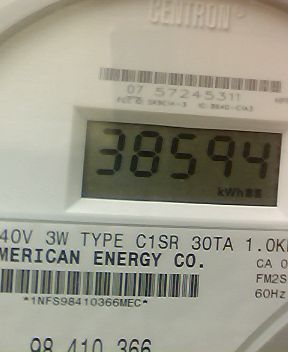 CENTRON®
07 57245311
38594
kWh
40V 3W TYPE C1SR 30TA 1.0K
MERICAN ENERGY CO.
CA 0
FM2S
*1NFS98410366MEC*
60Hz
98 410 366